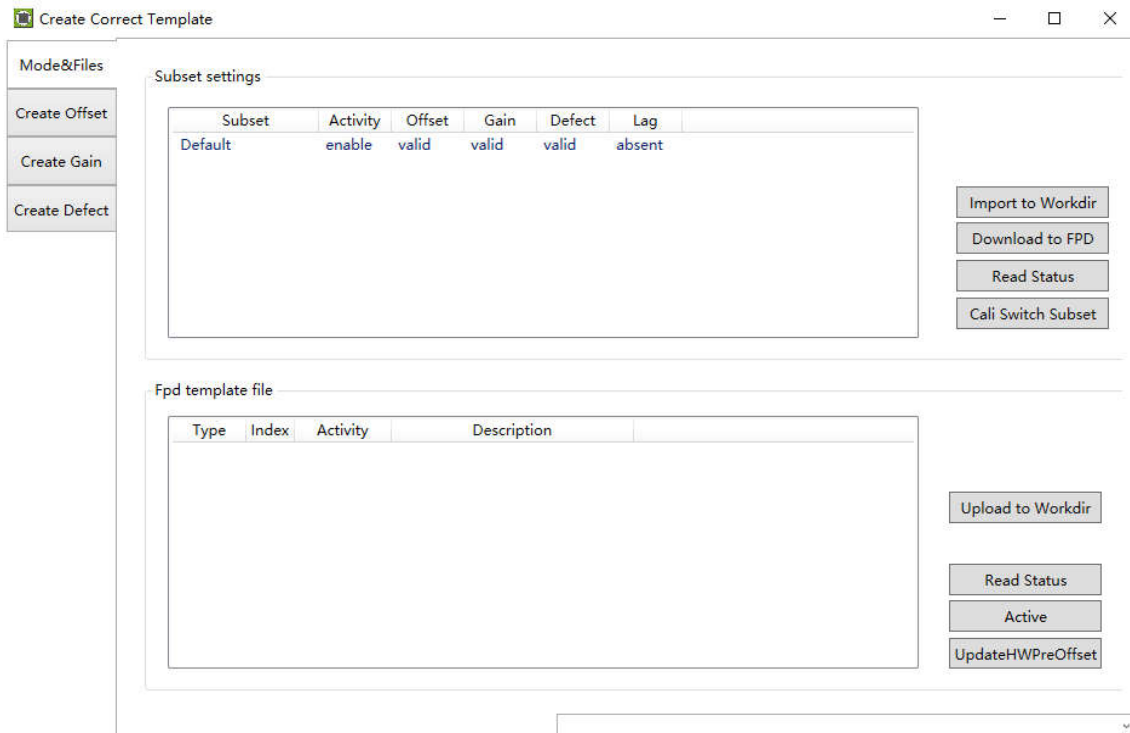 Create Correct Template
Mode&Files
Create Offset
Create Gain
Create Defect
Subset settings
Subset Activity Offset Gain Defect Lag
Default enable valid valid valid absent
Import to Workdir
Download to FPD
Read Status
Cali Switch Subset
Fpd template file
Type Index Activity Description
Upload to Workdir
Read Status
Active
UpdateHWPreOffset